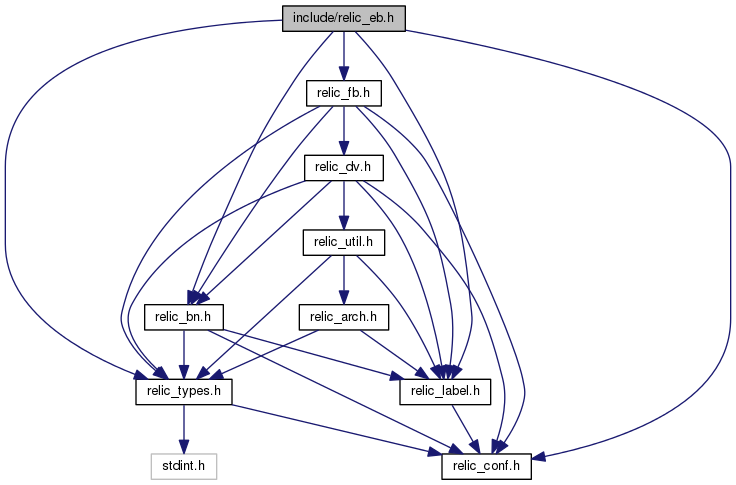 include/relic_eb.h
relic_fb.h
relic_dv.h
relic_util.h
relic_bn.h
relic_arch.h
relic_types.h
relic_label.h
stdint.h
relic_conf.h